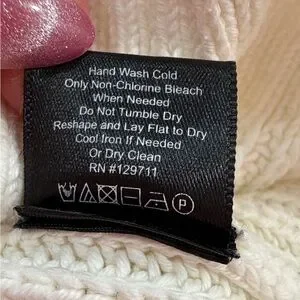 Hand Wash Cold
Only Non-Chlorine Bleach
When Needed
Do Not Tumble Dry
Reshape and Lay Flat to Dry
Cool Iron If Needed
Or Dry Clean
RN #129711
P